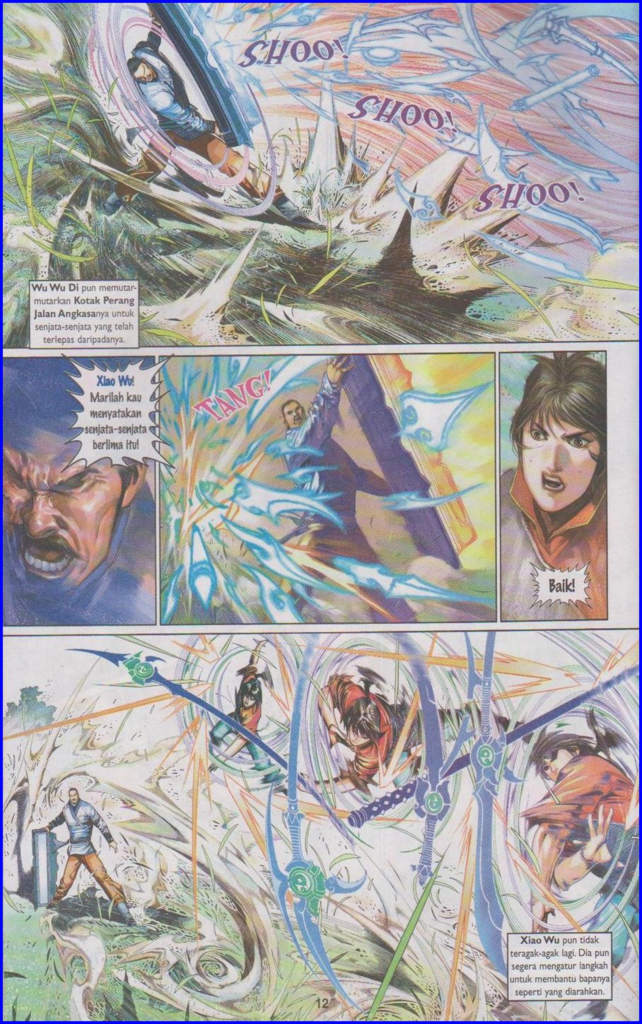 SHOO!
SHOO!
SHOO!
Wu Wu Di pun memutar-
mutarkan Kotak Perang
Jalan Angkasanya untuk
senjata-senjata yang telah
terlepas daripadanya.
Xiao Wu!
Marilah kau
menyatakan
senjata-senjata
berlima itu!
TANG!
Baik!
Xiao Wu pun tidak
teragak-agak lagi. Dia pun
segera mengatur langkah
untuk membantu bapanya
seperti yang diarahkan.
12